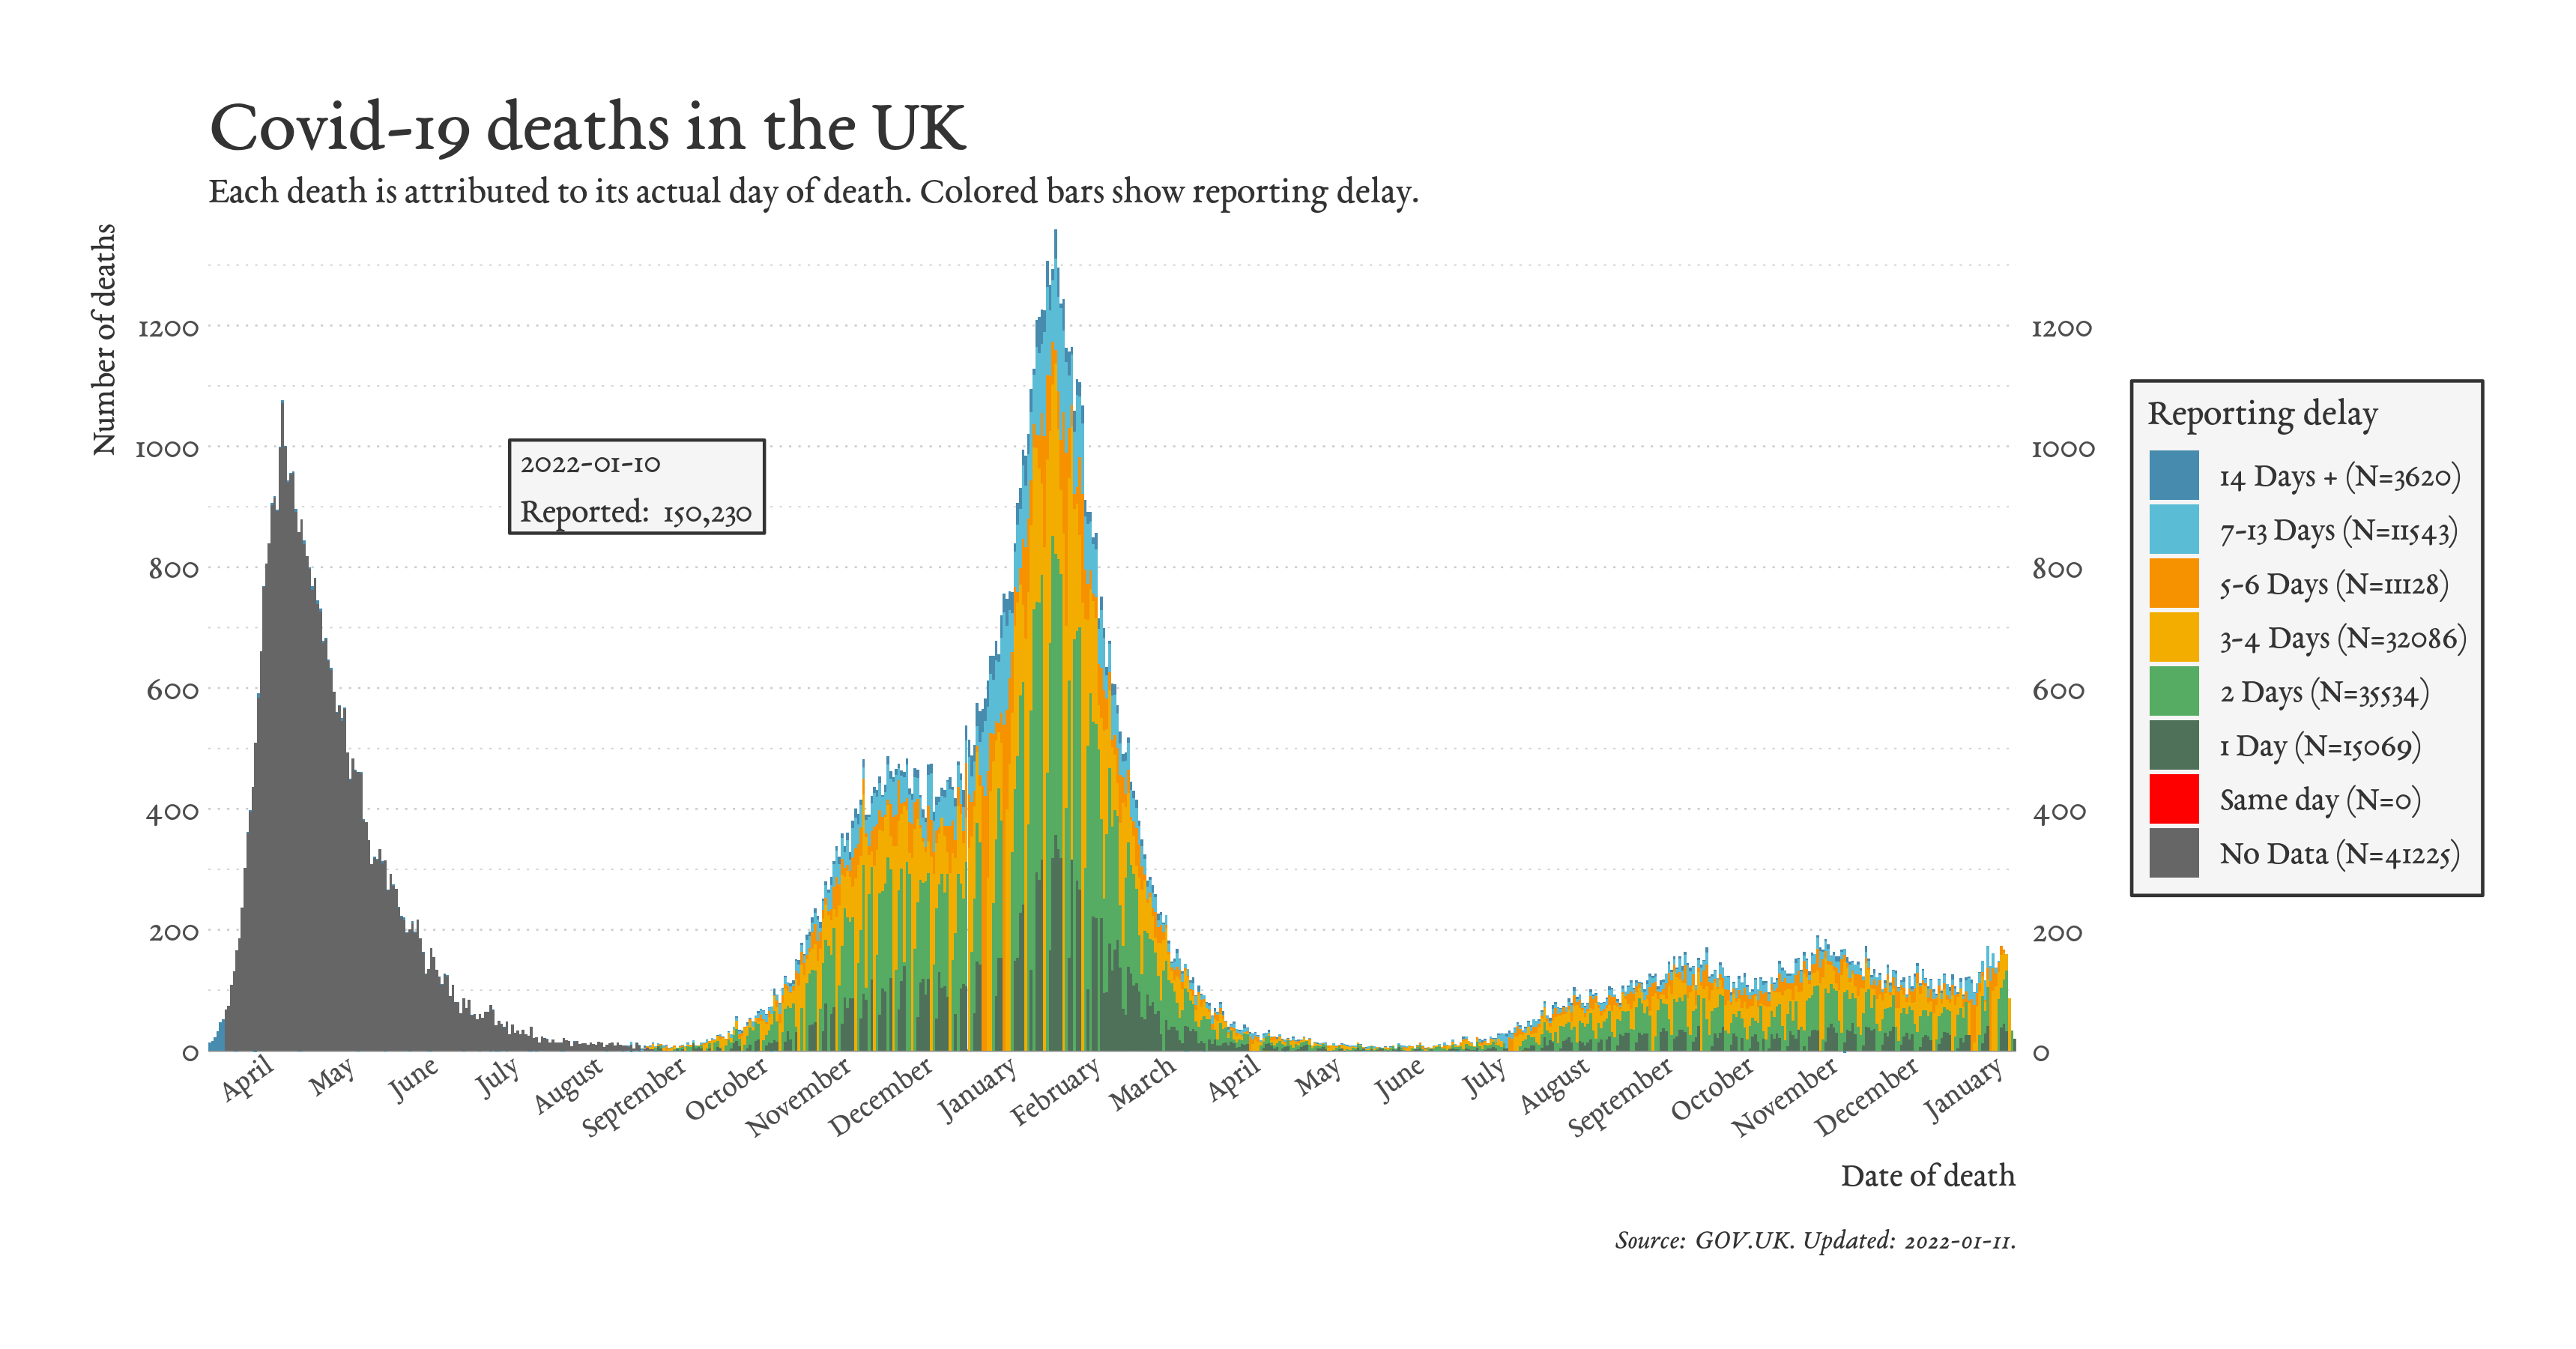 Covid-19 deaths in the UK
Each death is attributed to its actual day of death. Colored bars show reporting delay.
Number of deaths
1200
1000
800
600
400
200
0
2022-01-10
Reported: 150,230
1200
1000
800
600
400
200
0
Reporting delay
14 Days + (N=3620)
7-13 Days (N=11543)
5-6 Days (N=11128)
3-4 Days (N=32086)
2 Days (N=35534)
1 Day (N=15069)
Same day (N=0)
No Data (N=41225)
April
May
June
July
August
September
October
November
December
January
February
March
April
May
June
July
August
September
October
November
December
January
Date of death
Source: GOV.UK. Updated: 2022-01-11.